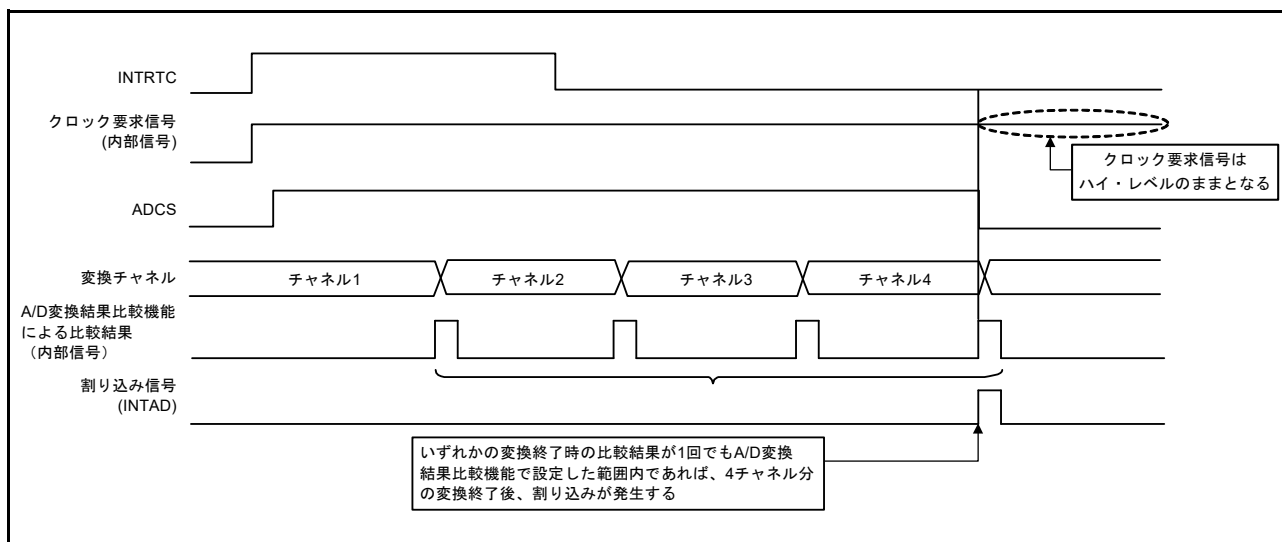 INTRTC
クロック要求信号
(内部信号)
クロック要求信号は
ハイ・レベルのままとなる
ADCS
変換チャネル
チャネル1
チャネル2
チャネル3
チャネル4
A/D変換結果比較機能
による比較結果
（内部信号）
割り込み信号
(INTAD)
いずれかの変換終了時の比較結果が1回でもA/D変換
結果比較機能で設定した範囲内であれば、4チャネル分
の変換終了後、割り込みが発生する